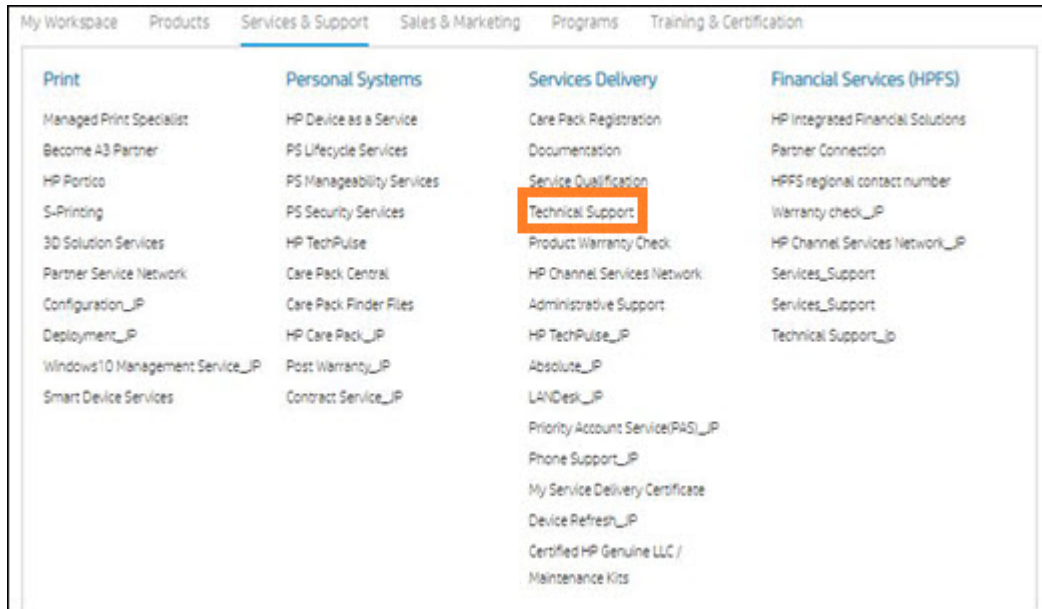 My Workspace Products Services & Support Sales & Marketing Programs Training & Certification
Print
Managed Print Specialist
Become A3 Partner
HP Portico
S-Printing
3D Solution Services
Partner Service Network
Configuration_JP
Deployment_JP
Windows10 Management Service_JP
Smart Device Services
Personal Systems
HP Device as a Service
PS Lifecycle Services
PS Manageability Services
PS Security Services
HP TechPulse
Care Pack Central
Care Pack Finder Files
HP Care Pack_JP
Post Warranty_JP
Contract Service_JP
Services Delivery
Care Pack Registration
Documentation
Service Qualification
Technical Support
Product Warranty Check
HP Channel Services Network
Administrative Support
HP TechPulse_JP
Absolute_JP
LANDesk_JP
Priority Account Service(PAS)_JP
Phone Support_JP
My Service Delivery Certificate
Device Refresh_JP
Certified HP Genuine LLC /
Maintenance Kits
Financial Services (HPFS)
HP Integrated Financial Solutions
Partner Connection
HPFS regional contact number
Warranty check_JP
HP Channel Services Network_JP
Services_Support
Services_Support
Technical Support_jp